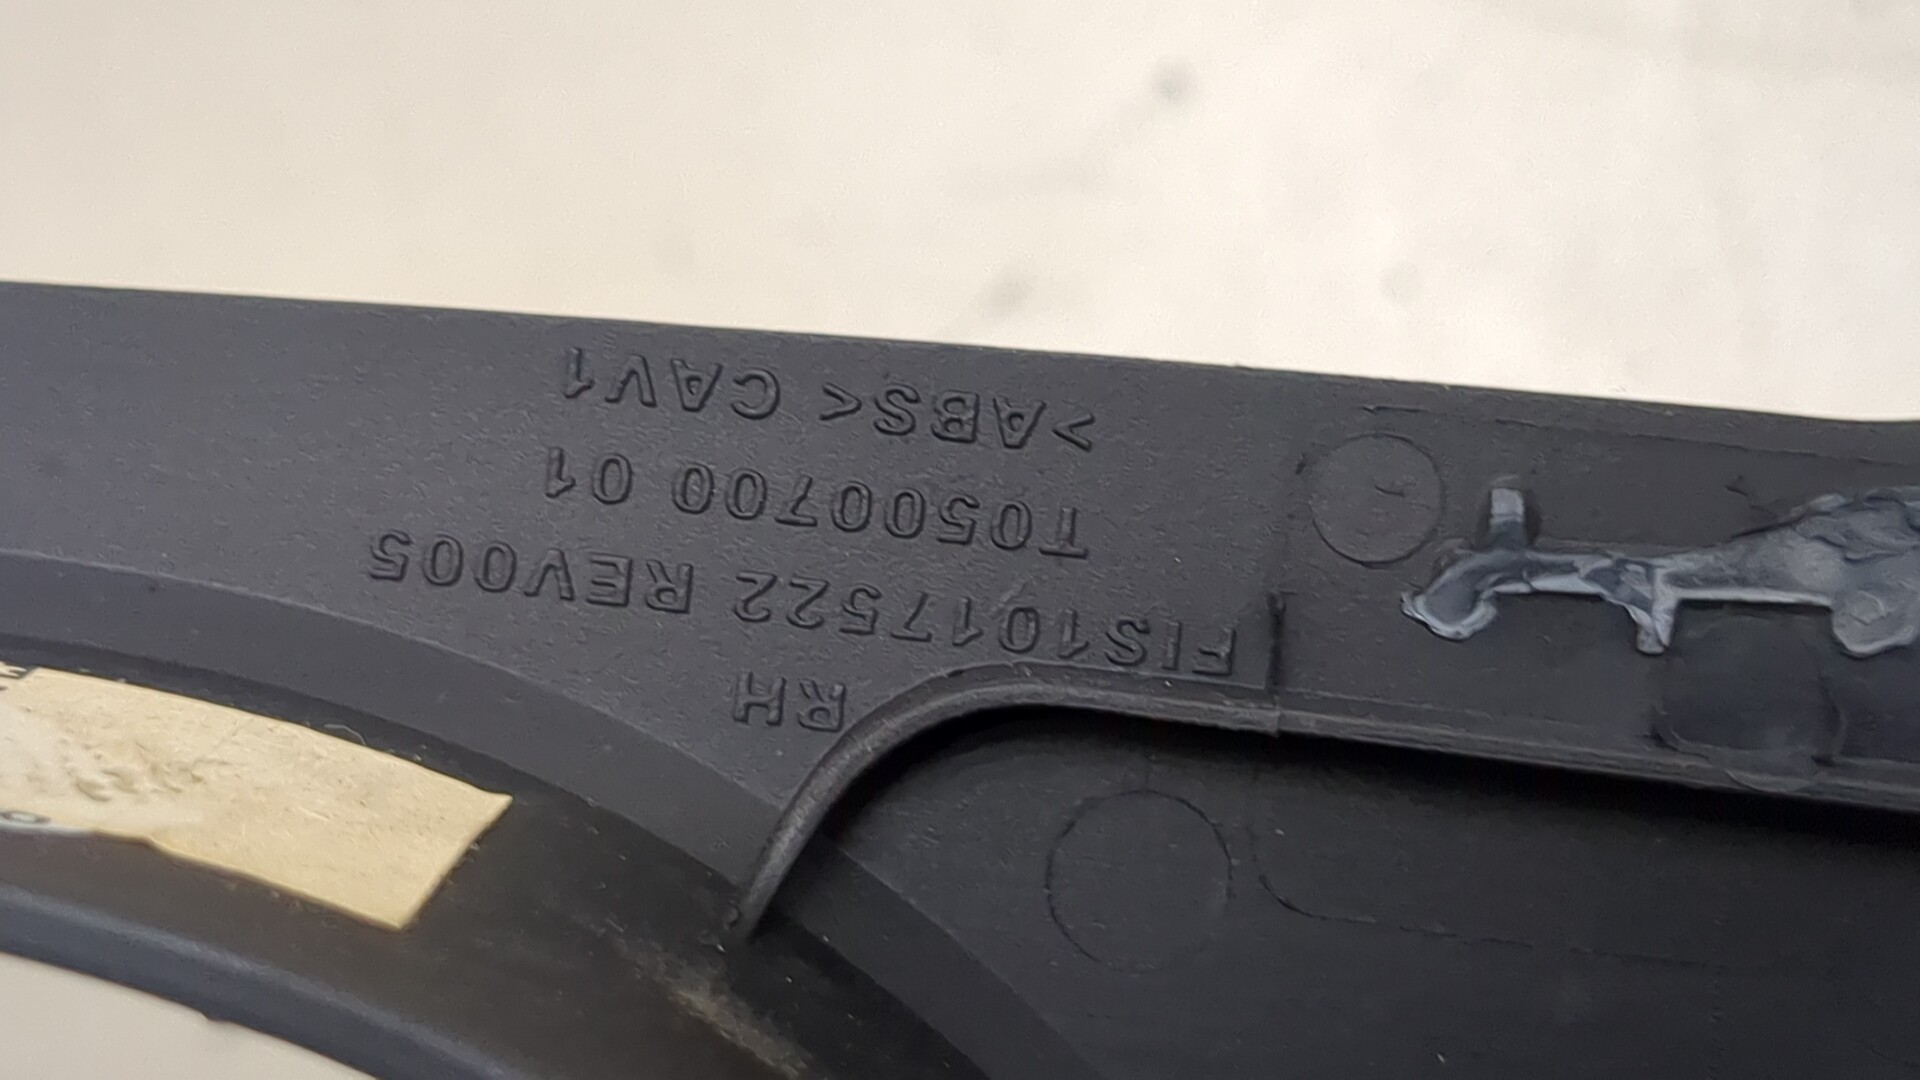 RH
FIS1017522 REV005
T0500700 01
>ABS< CAV1